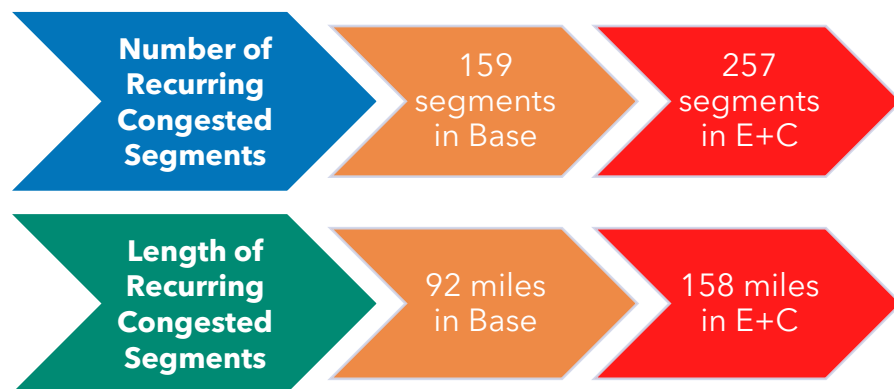 Number of
Recurring
Congested
Segments
159
segments
in Base
257
segments
in E+C
Length of
Recurring
Congested
Segments
92 miles
in Base
158 miles
in E+C